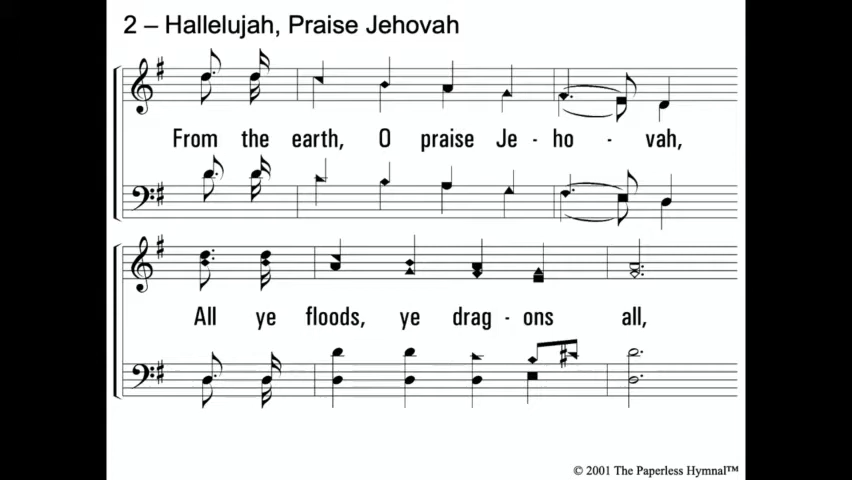 2 – Hallelujah, Praise Jehovah
From the earth, O praise Je - ho - vah,
All ye floods, ye drag - ons all,
© 2001 The Paperless Hymnal™